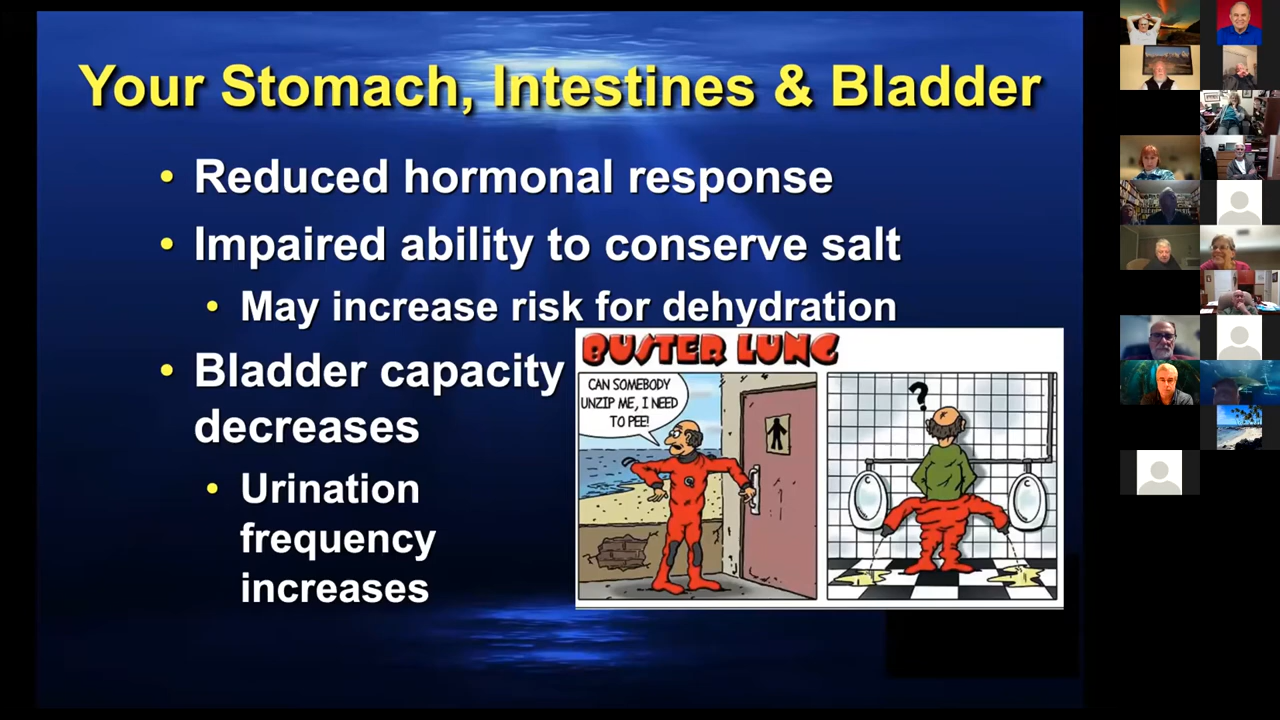 Your Stomach, Intestines & Bladder
• Reduced hormonal response
• Impaired ability to conserve salt
• May increase risk for dehydration
• Bladder capacity
decreases
• Urination
frequency
increases
BUSTER LUNG
CAN SOMEBODY
UNZIP ME, I NEED
TO PEE!
?